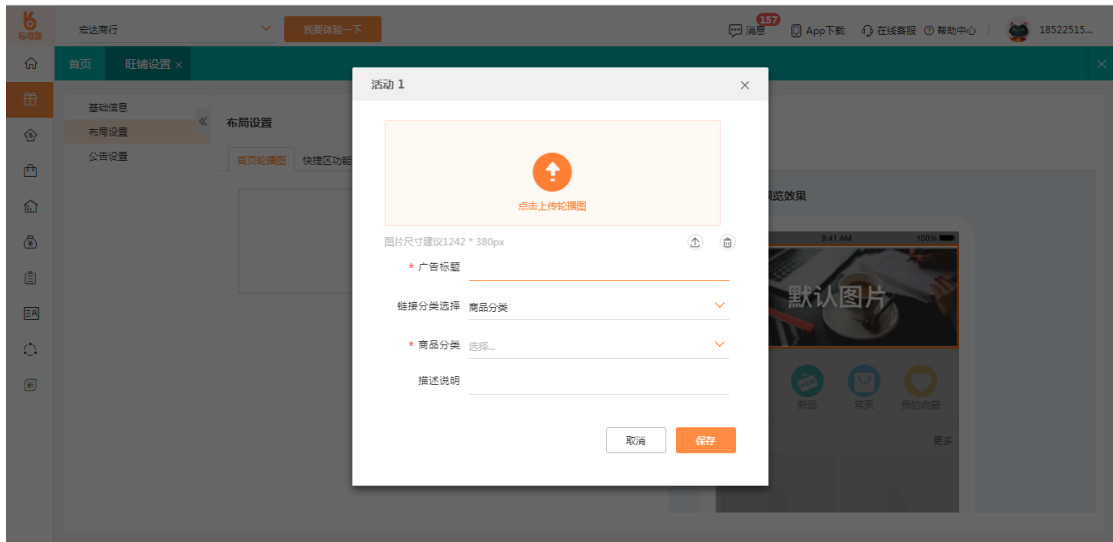 标准版
宏达商行
我要体验一下
157
消息
App下载
在线客服
帮助中心
18522515...
首页
旺铺设置
活动 1
基础信息
布局设置
公告设置
布局设置
首页轮播图
快捷区功能
点击上传轮播图
图片尺寸建议1242 * 380px
* 广告标题
链接分类选择 商品分类
* 商品分类 选择...
描述说明
取消
保存
预览效果
9:41 AM
100%
默认图片
新品
常买
我的收藏
更多